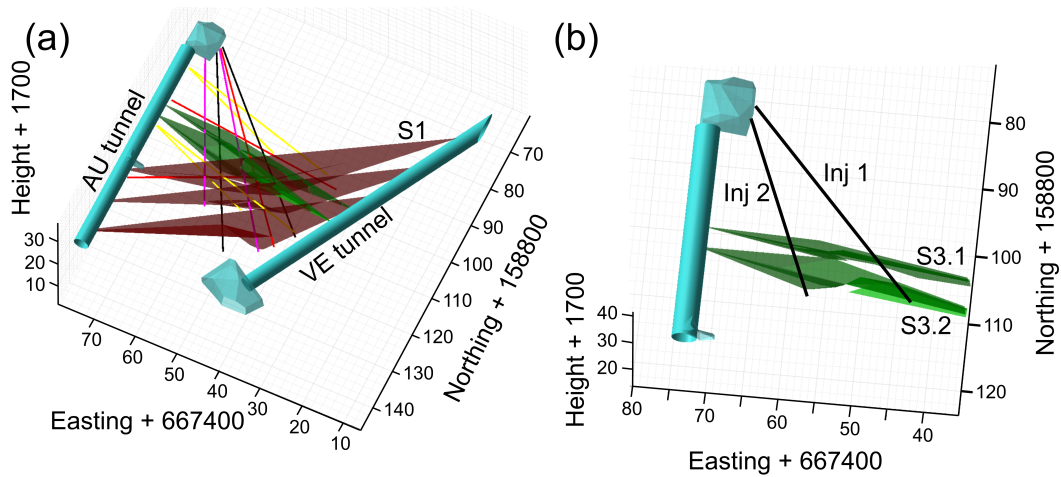 (a)
AU tunnel
S1
VE tunnel
Height + 1700
30
20
10
70
60
50
40
30
20
10
Easting + 667400
70
80
90
100
110
120
130
140
Northing + 158800
(b)
Inj 2
Inj 1
S3.1
S3.2
Height + 1700
40
30
20
80
70
60
50
40
Easting + 667400
80
90
100
110
120
Northing + 158800